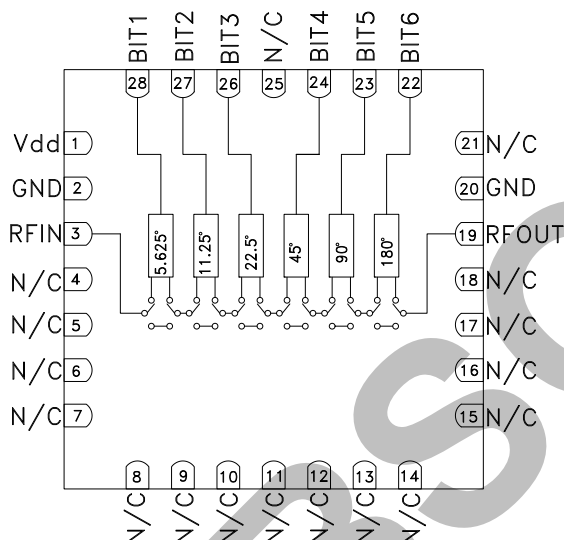 BIT1 BIT2 BIT3 N/C BIT4 BIT5 BIT6
28 27 26 25 24 23 22
Vdd 1
21 N/C
GND 2
20 GND
RFIN 3
19 RFOUT
5.625° 11.25° 22.5° 45° 90° 180°
N/C 4
18 N/C
N/C 5
17 N/C
N/C 6
16 N/C
N/C 7
15 N/C
8 9 10 11 12 13 14
N/C N/C N/C N/C N/C N/C N/C